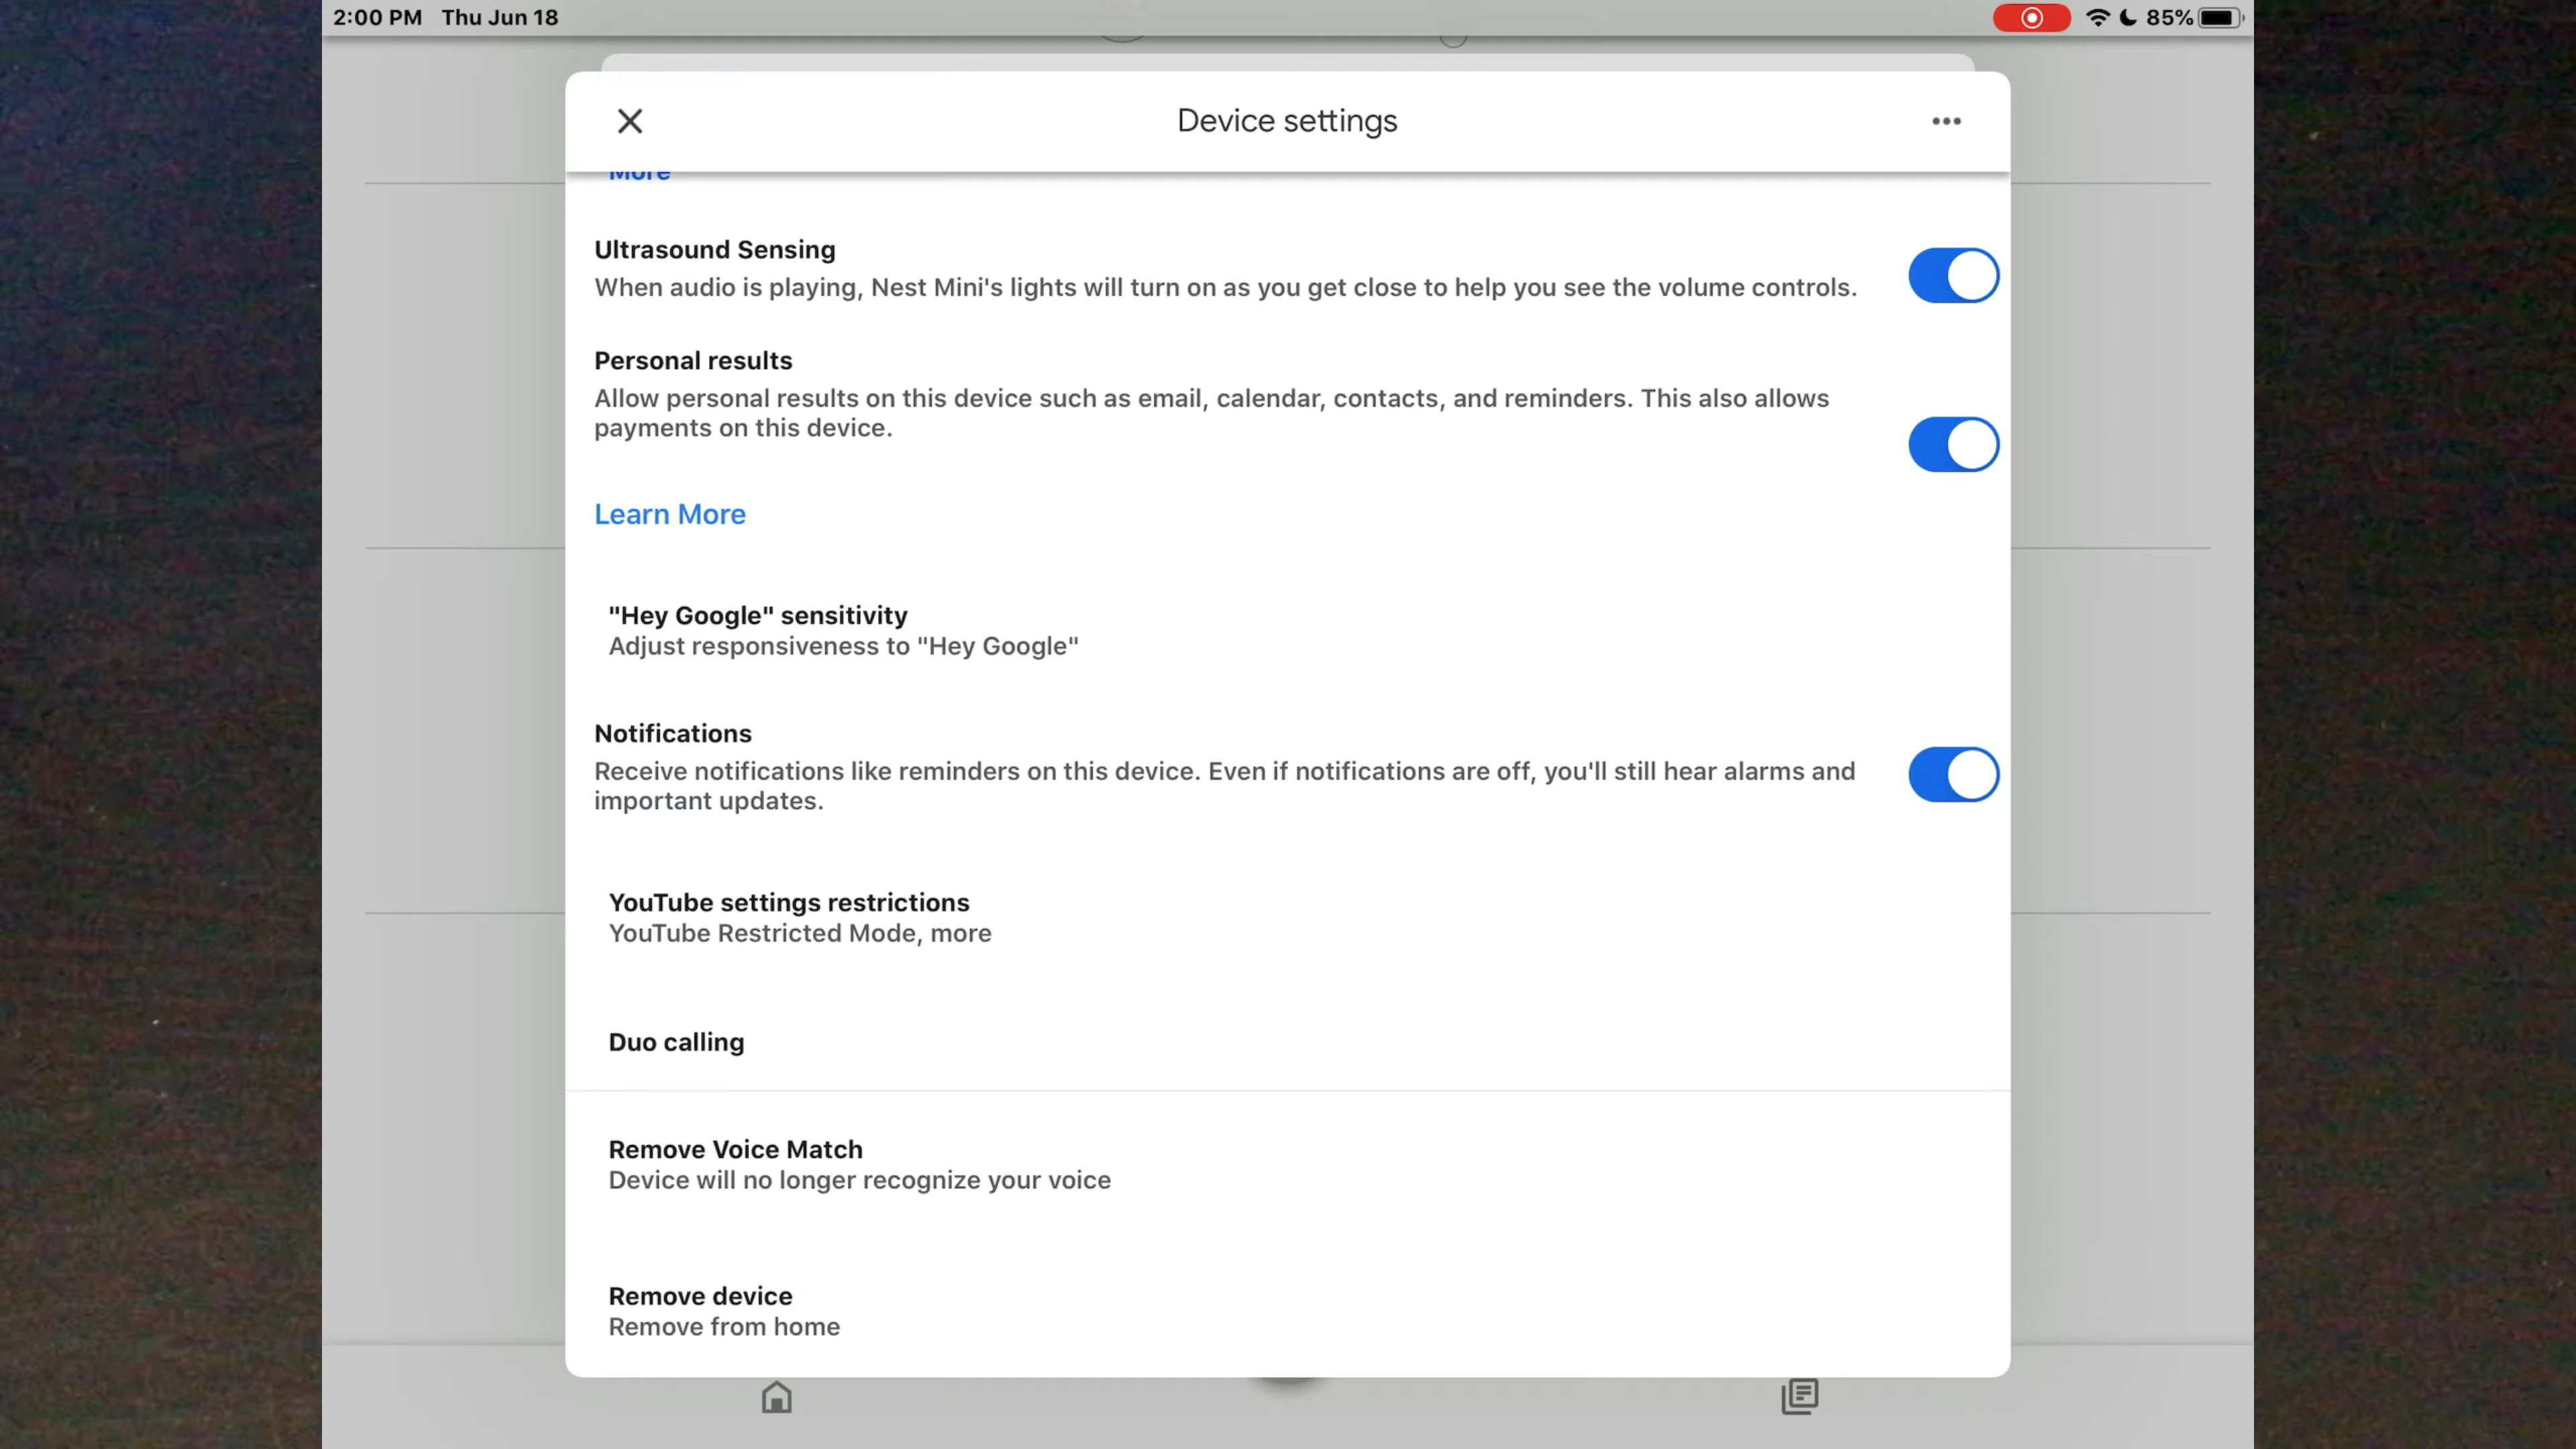 2:00 PM Thu Jun 18
85%
Device settings
More
Ultrasound Sensing
When audio is playing, Nest Mini's lights will turn on as you get close to help you see the volume controls.
Personal results
Allow personal results on this device such as email, calendar, contacts, and reminders. This also allows
payments on this device.
Learn More
"Hey Google" sensitivity
Adjust responsiveness to "Hey Google"
Notifications
Receive notifications like reminders on this device. Even if notifications are off, you'll still hear alarms and
important updates.
YouTube settings restrictions
YouTube Restricted Mode, more
Duo calling
Remove Voice Match
Device will no longer recognize your voice
Remove device
Remove from home